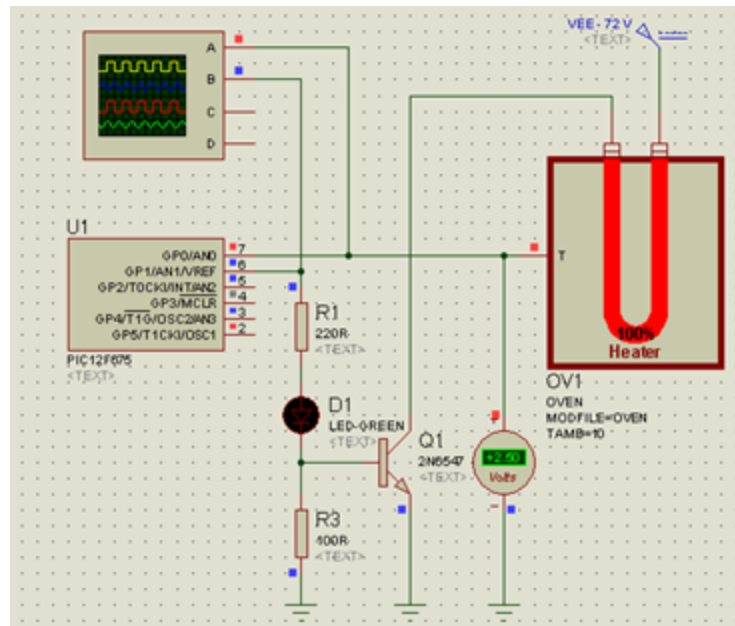 VEE - 72 V
<TEXT>
A
B
C
D
U1
GP0/AN0
GP1/AN1/VREF
GP2/T0CKI/INT/AN2
GP3/MCLR
GP4/T1G/OSC2/AN3
GP5/T1CKI/OSC1
7
6
5
4
3
2
PIC12F675
<TEXT>
R1
220R
<TEXT>
D1
LED-GREEN
<TEXT>
Q1
2N6547
<TEXT>
R3
100R
<TEXT>
Volts
T
100%
Heater
OV1
OVEN
MODFILE=OVEN
TAMB=10